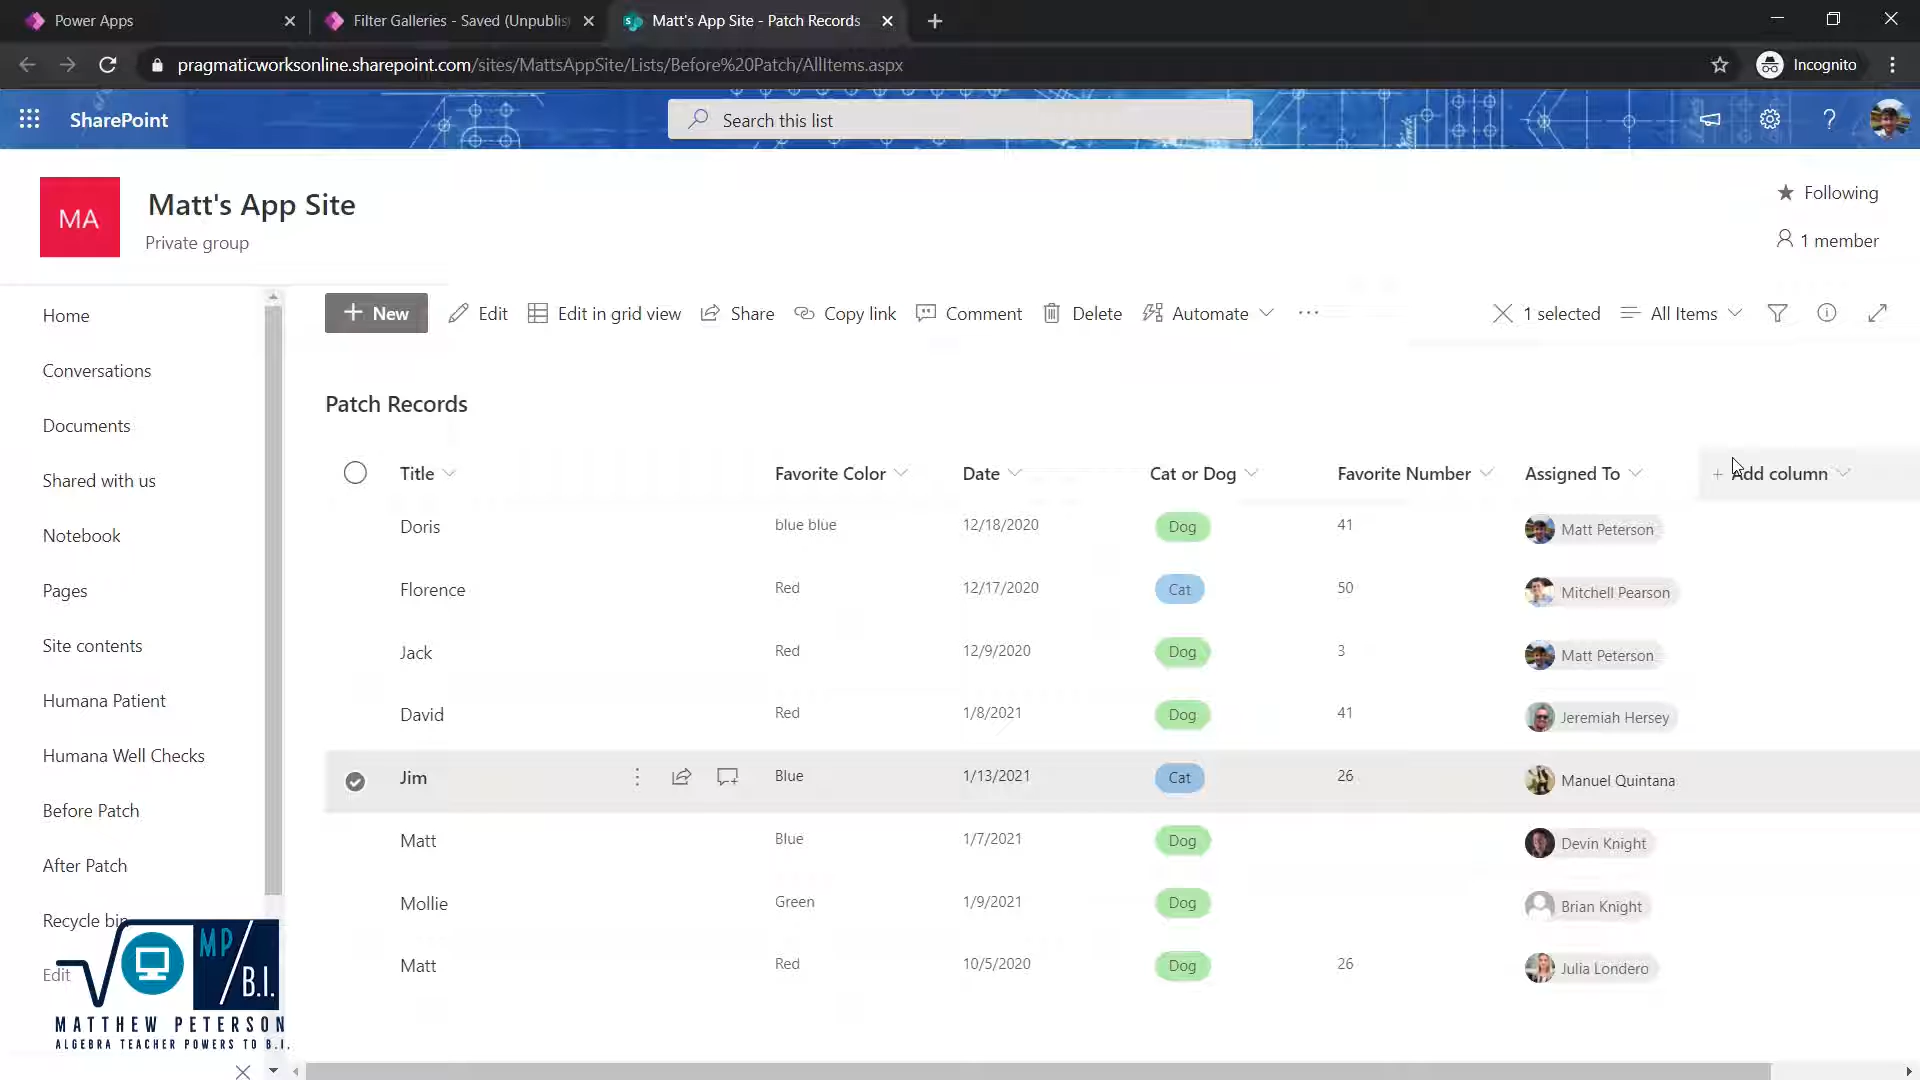 Power Apps
Filter Galleries - Saved (Unpublis
Matt's App Site - Patch Records
pragmaticworksonline.sharepoint.com/sites/MattsAppSite/Lists/Before%20Patch/AllItems.aspx
Incognito
SharePoint
Search this list
MA
Matt's App Site
Private group
Following
1 member
Home
Conversations
Documents
Shared with us
Notebook
Pages
Site contents
Humana Patient
Humana Well Checks
Before Patch
After Patch
Recycle bin
Edit
New Edit Edit in grid view Share Copy link Comment Delete Automate 1 selected All Items
Patch Records
Title Favorite Color Date Cat or Dog Favorite Number Assigned To + Add column
Doris blue blue 12/18/2020 Dog 41 Matt Peterson
Florence Red 12/17/2020 Cat 50 Mitchell Pearson
Jack Red 12/9/2020 Dog 3 Matt Peterson
David Red 1/8/2021 Dog 41 Jeremiah Hersey
Jim Blue 1/13/2021 Cat 26 Manuel Quintana
Matt Blue 1/7/2021 Dog Devin Knight
Mollie Green 1/9/2021 Dog Brian Knight
Matt Red 10/5/2020 Dog 26 Julia Londero
MP/B.I.
MATTHEW PETERSON
ALGEBRA TEACHER POWERS TO B.I.